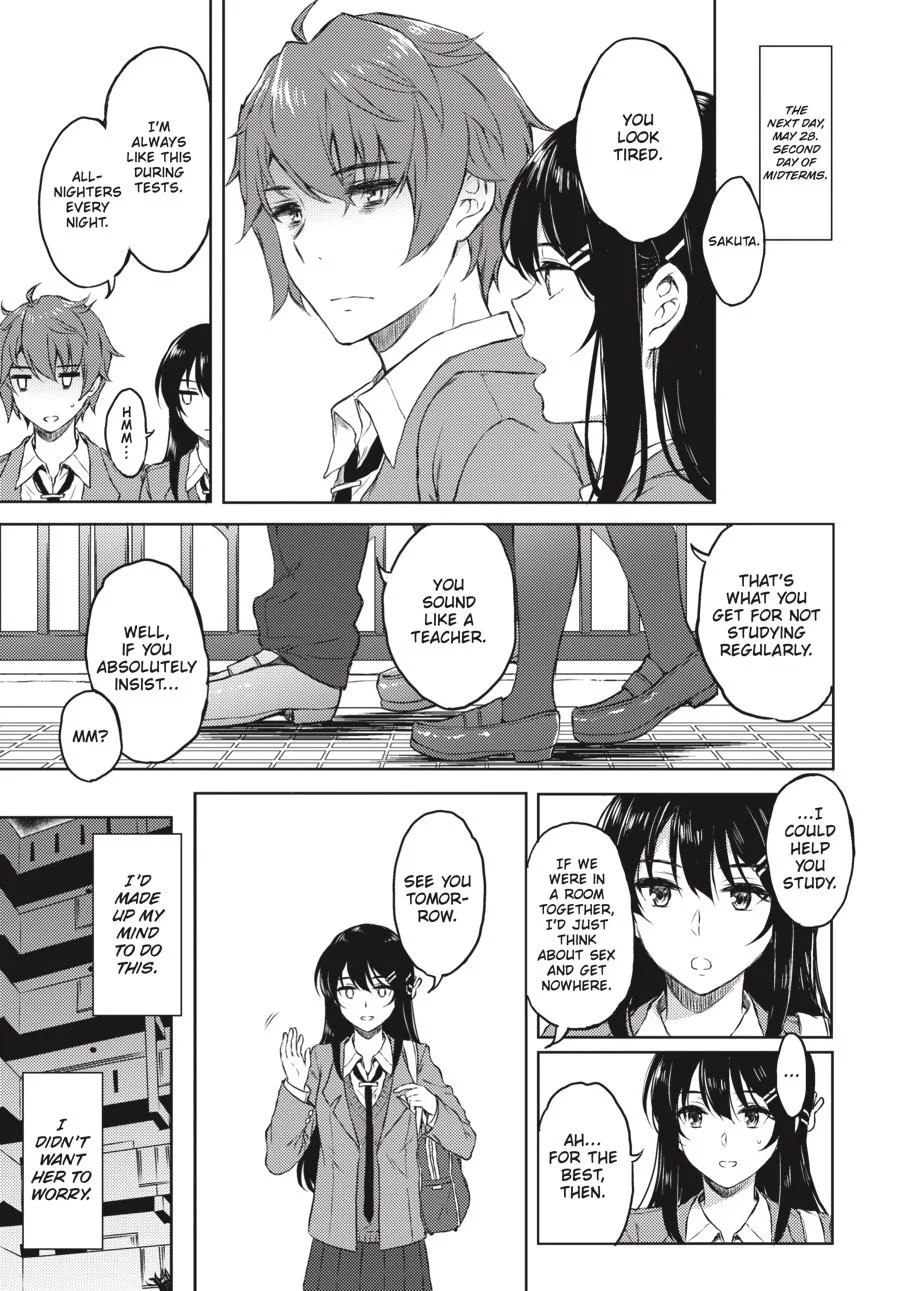 THE
NEXT DAY,
MAY 28.
SECOND
DAY OF
MIDTERMS.
SAKUTA.
YOU
LOOK
TIRED.
I'M
ALWAYS
LIKE THIS
DURING
TESTS.
ALL-
NIGHTERS
EVERY
NIGHT.
HMM...
THAT'S
WHAT YOU
GET FOR NOT
STUDYING
REGULARLY.
YOU
SOUND
LIKE A
TEACHER.
WELL,
IF YOU
ABSOLUTELY
INSIST...
MM?
...I
COULD
HELP
YOU
STUDY.
IF WE
WERE IN
A ROOM
TOGETHER,
I'D JUST
THINK
ABOUT SEX
AND GET
NOWHERE.
...
AH...
FOR THE
BEST,
THEN.
SEE YOU
TOMOR-
ROW.
I'D
MADE
UP MY
MIND
TO DO
THIS.
I
DIDN'T
WANT
HER TO
WORRY.